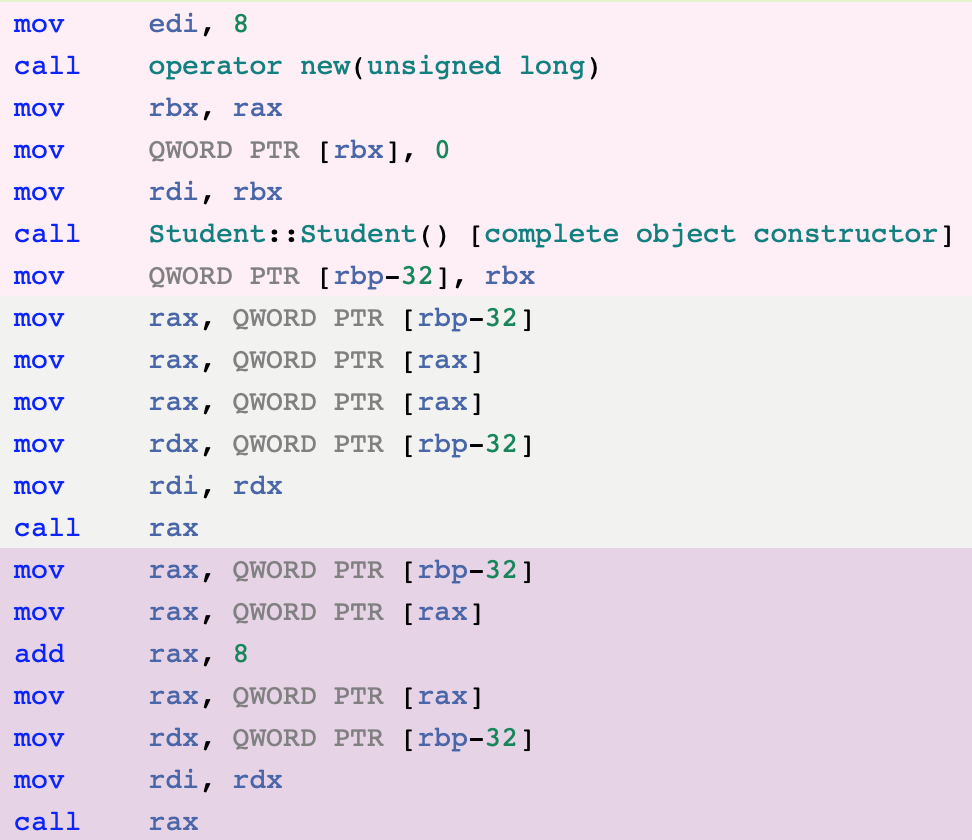 mov edi, 8
call operator new(unsigned long)
mov rbx, rax
mov QWORD PTR [rbx], 0
mov rdi, rbx
call Student::Student() [complete object constructor]
mov QWORD PTR [rbp-32], rbx
mov rax, QWORD PTR [rbp-32]
mov rax, QWORD PTR [rax]
mov rax, QWORD PTR [rax]
mov rdx, QWORD PTR [rbp-32]
mov rdi, rdx
call rax
mov rax, QWORD PTR [rbp-32]
mov rax, QWORD PTR [rax]
add rax, 8
mov rax, QWORD PTR [rax]
mov rdx, QWORD PTR [rbp-32]
mov rdi, rdx
call rax